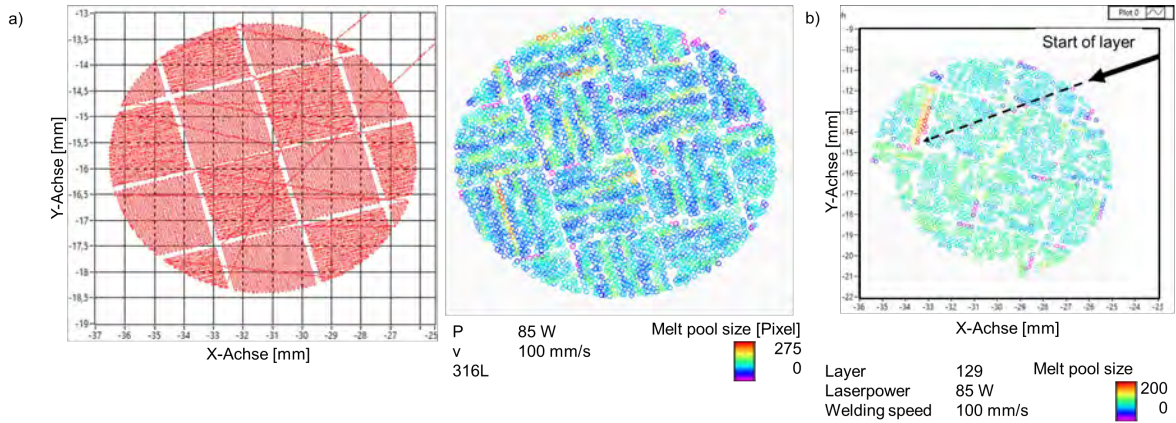 a)
-13
-13,5
-14
-14,5
-15
-15,5
-16
-16,5
-17
-17,5
-18
-18,5
-19
Y-Achse [mm]
-37 -36 -35 -34 -33 -32 -31 -30 -29 -28 -27 -26 -25
X-Achse [mm]
P 85 W
v 100 mm/s
316L
Melt pool size [Pixel]
275
0
b)
Plot 0
Start of layer
-9
-10
-11
-12
-13
-14
-15
-16
-17
-18
-19
-20
-21
-22
Y-Achse [mm]
-36 -35 -34 -33 -32 -31 -30 -29 -28 -27 -26 -25 -24 -23
X-Achse [mm]
Layer 129
Laserpower 85 W
Welding speed 100 mm/s
Melt pool size
200
0